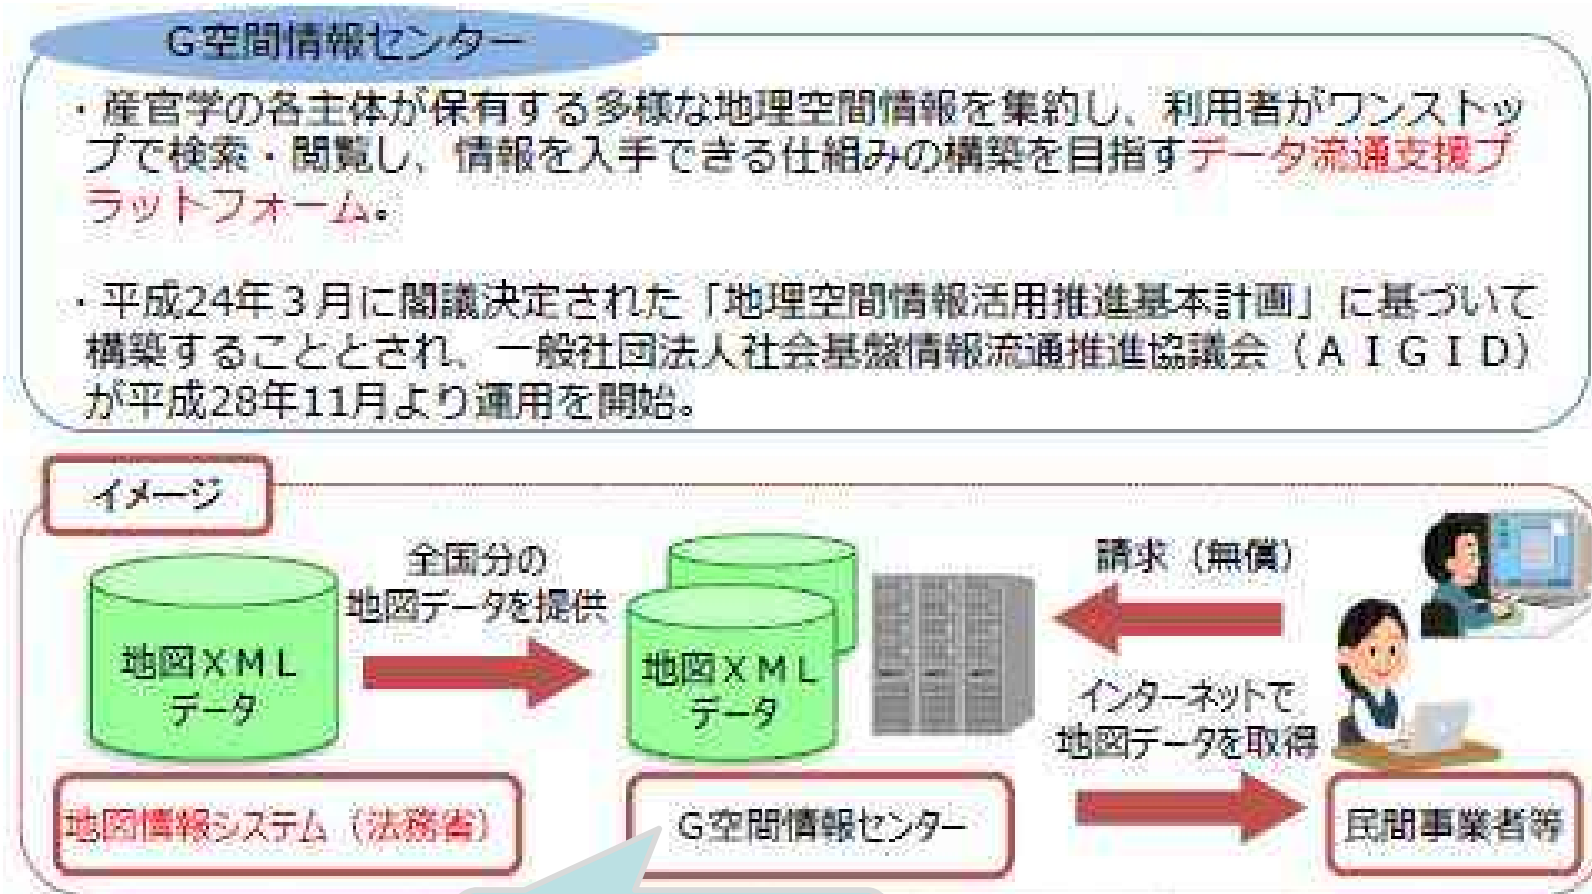 G空間情報センター
・産官学の各主体が保有する多様な地理空間情報を集約し、利用者がワンストッ
プで検索・閲覧し、情報を入手できる仕組みの構築を目指すデータ流通支援プ
ラットフォーム。
・平成24年３月に閣議決定された「地理空間情報活用推進基本計画」に基づいて
構築することとされ、一般社団法人社会基盤情報流通推進協議会（ＡＩＧＩＤ）
が平成28年11月より運用を開始。
イメージ
全国分の
地図データを提供
地図ＸＭＬ
データ
地図情報システム（法務省）
地図ＸＭＬ
データ
G空間情報センター
請求（無償）
インターネットで
地図データを取得
民間事業者等